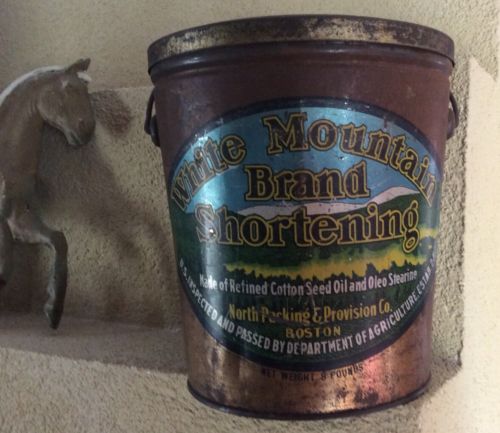 White Mountain
Brand
Shortening
Made of Refined Cotton Seed Oil and Oleo Stearine
North Packing & Provision Co.
BOSTON
U.S. INSPECTED AND PASSED BY DEPARTMENT OF AGRICULTURE. ESTAB.
NET WEIGHT 8 POUNDS